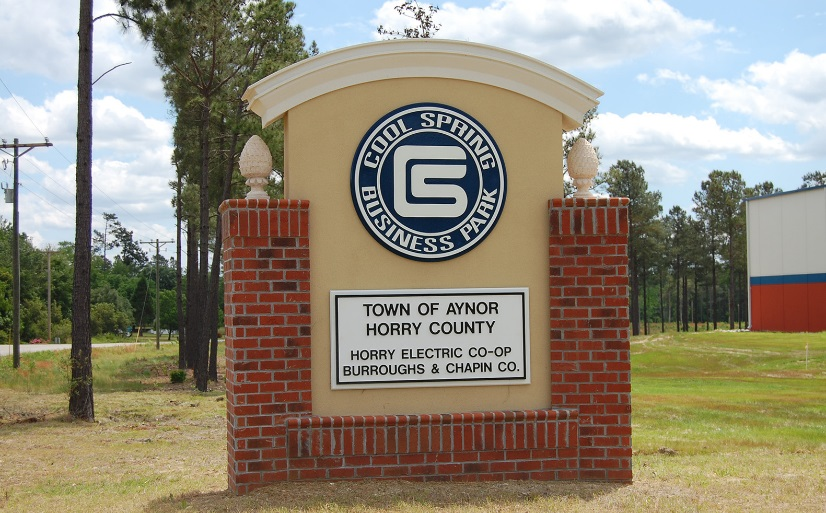 COOL SPRING
CS
BUSINESS PARK
TOWN OF AYNOR
HORRY COUNTY
HORRY ELECTRIC CO-OP
BURROUGHS & CHAPIN CO.